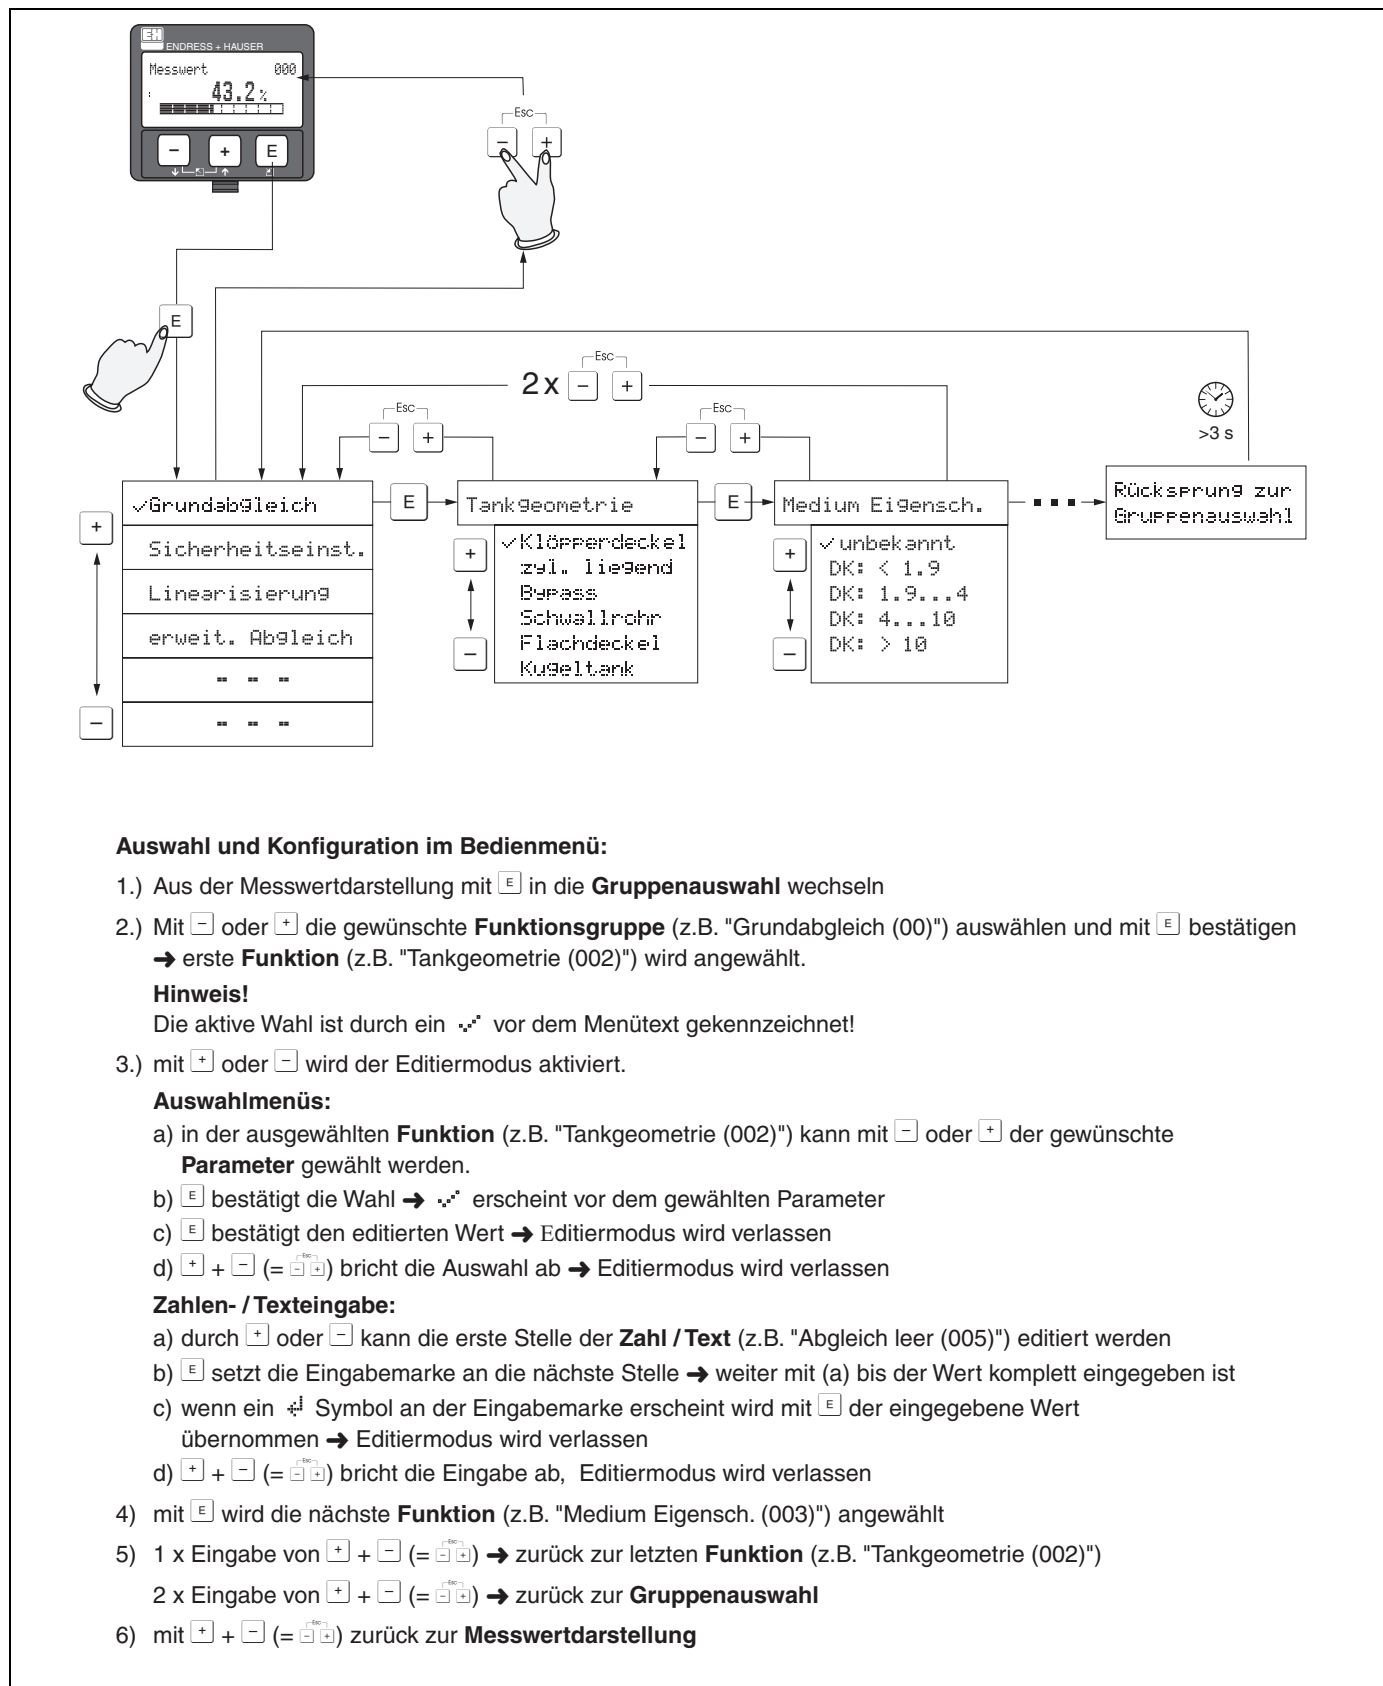 E+H
ENDRESS + HAUSER
Messwert 000
43.2 %
− + E
Esc
− +
E
Esc
2 x − +
Esc
− +
Esc
− +
>3 s
✓Grundabgleich
Sicherheitseinst.
Linearisierung
erweit. Abgleich
+
−
E
Tankgeometrie
✓Klöpperdeckel
zyl. liegend
Bypass
Schwallrohr
Flachdeckel
Kugeltank
+
−
E
Medium Eigensch.
✓unbekannt
DK: < 1.9
DK: 1.9...4
DK: 4...10
DK: > 10
+
−
Rücksprung zur
Gruppenauswahl
Auswahl und Konfiguration im Bedienmenü:
1.) Aus der Messwertdarstellung mit E in die Gruppenauswahl wechseln
2.) Mit − oder + die gewünschte Funktionsgruppe (z.B. "Grundabgleich (00)") auswählen und mit E bestätigen
➜ erste Funktion (z.B. "Tankgeometrie (002)") wird angewählt.
Hinweis!
Die aktive Wahl ist durch ein ✓ vor dem Menütext gekennzeichnet!
3.) mit + oder − wird der Editiermodus aktiviert.
Auswahlmenüs:
a) in der ausgewählten Funktion (z.B. "Tankgeometrie (002)") kann mit − oder + der gewünschte
Parameter gewählt werden.
b) E bestätigt die Wahl ➜ ✓ erscheint vor dem gewählten Parameter
c) E bestätigt den editierten Wert ➜ Editiermodus wird verlassen
d) + + − (= Esc − +) bricht die Auswahl ab ➜ Editiermodus wird verlassen
Zahlen- / Texteingabe:
a) durch + oder − kann die erste Stelle der Zahl / Text (z.B. "Abgleich leer (005)") editiert werden
b) E setzt die Eingabemarke an die nächste Stelle ➜ weiter mit (a) bis der Wert komplett eingegeben ist
c) wenn ein ↲ Symbol an der Eingabemarke erscheint wird mit E der eingegebene Wert
übernommen ➜ Editiermodus wird verlassen
d) + + − (= Esc − +) bricht die Eingabe ab, Editiermodus wird verlassen
4) mit E wird die nächste Funktion (z.B. "Medium Eigensch. (003)") angewählt
5) 1 x Eingabe von + + − (= Esc − +) ➜ zurück zur letzten Funktion (z.B. "Tankgeometrie (002)")
2 x Eingabe von + + − (= Esc − +) ➜ zurück zur Gruppenauswahl
6) mit + + − (= Esc − +) zurück zur Messwertdarstellung